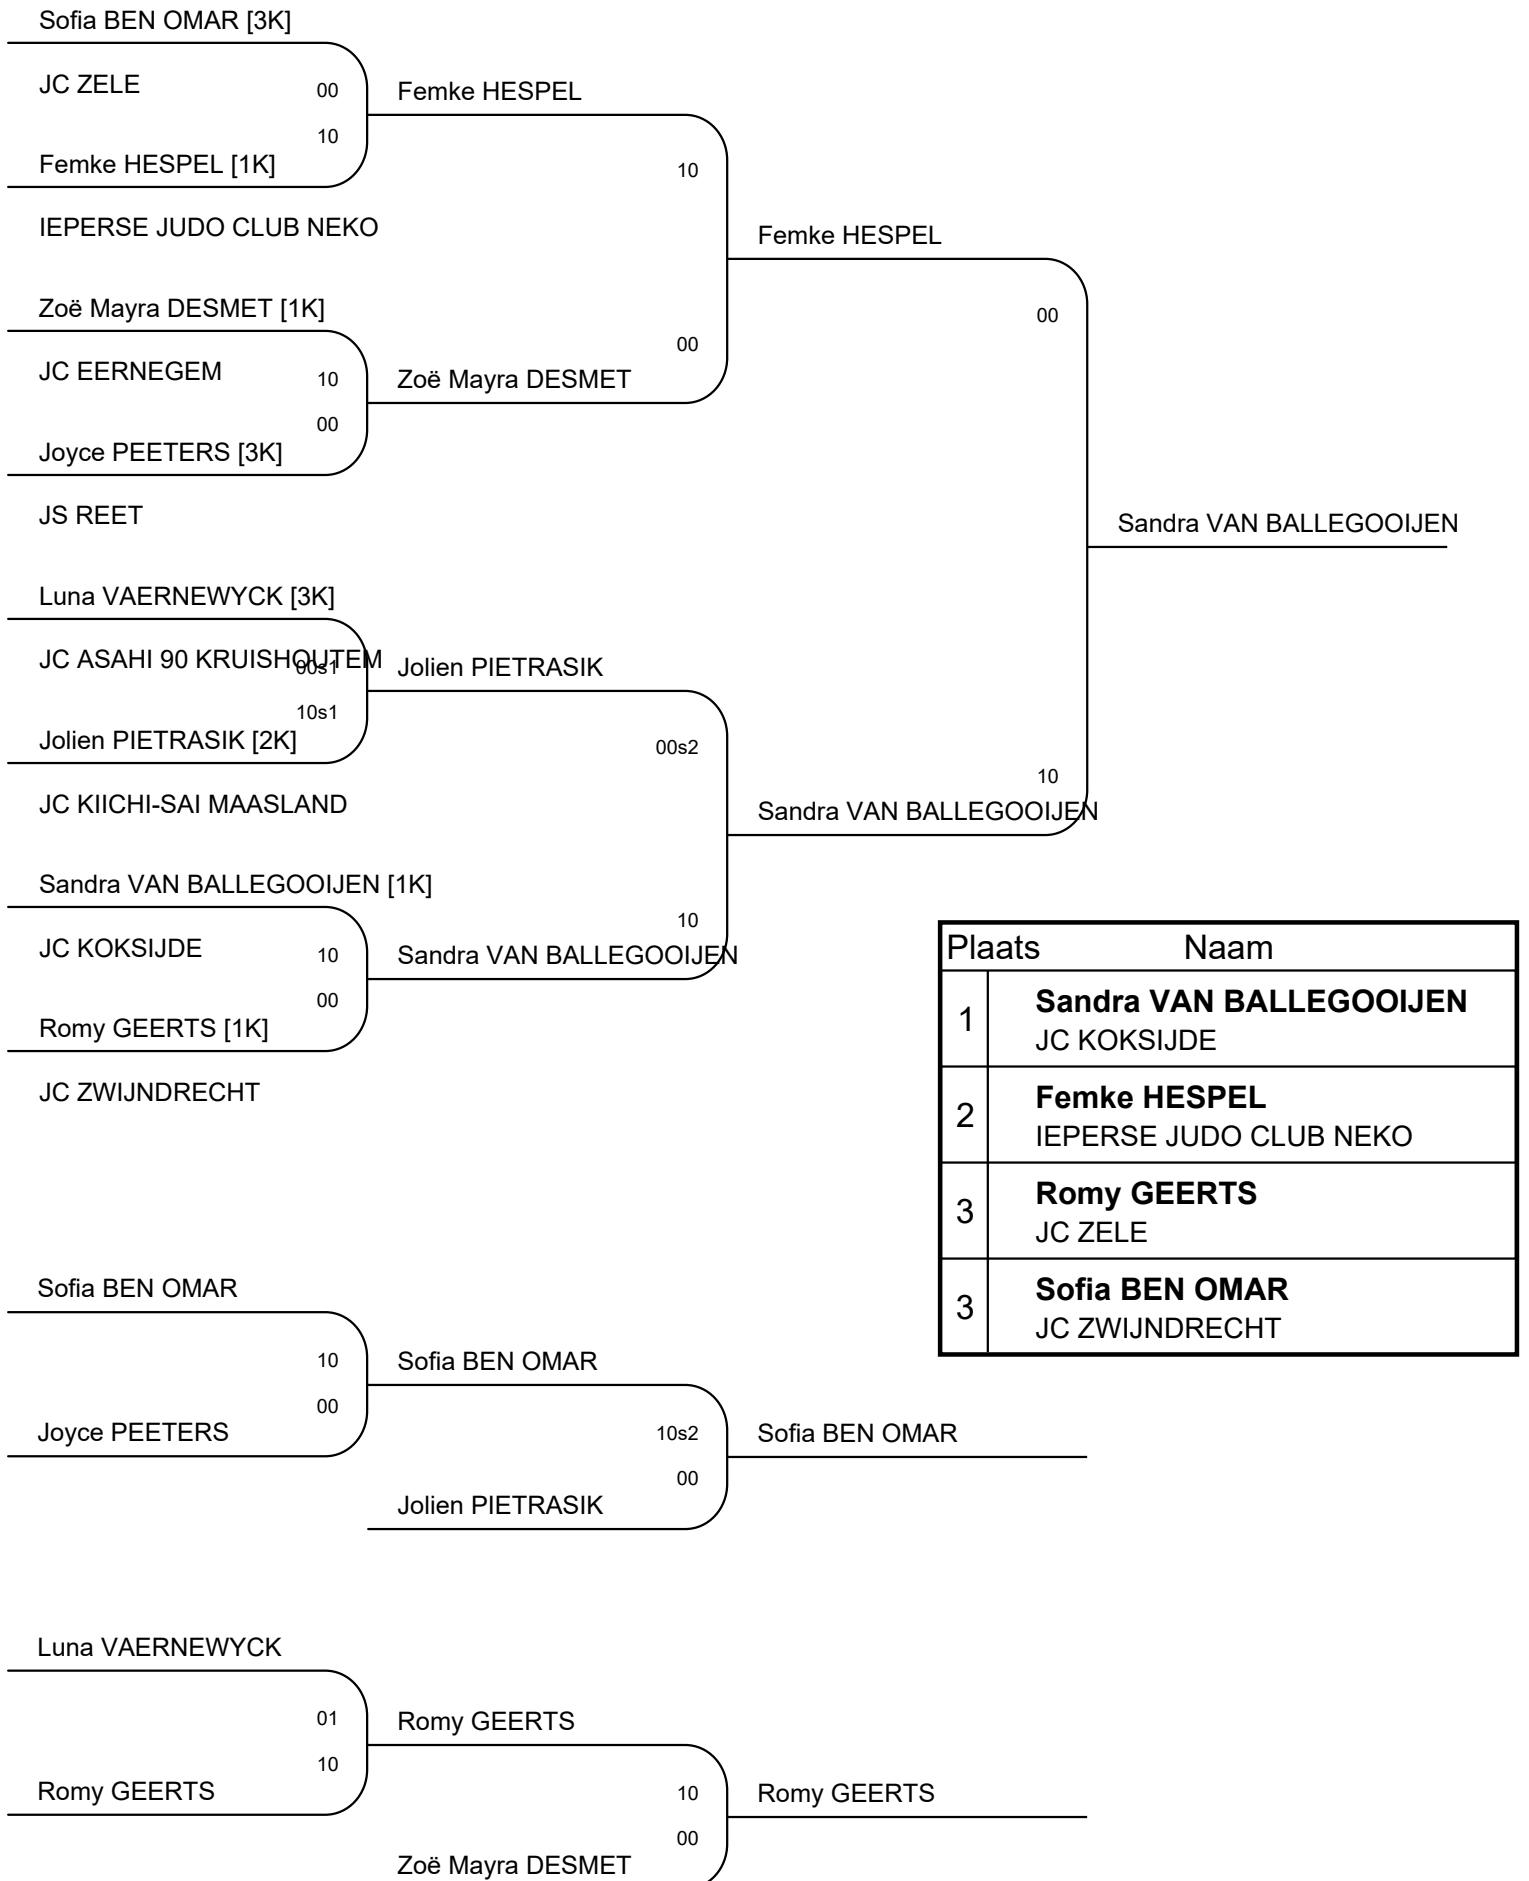 Sofia BEN OMAR [3K]
JC ZELE
00
10
Femke HESPEL [1K]
IEPERSE JUDO CLUB NEKO
Femke HESPEL
10
Zoë Mayra DESMET [1K]
JC EERNEGEM
10
00
Joyce PEETERS [3K]
JS REET
00
Zoë Mayra DESMET
Femke HESPEL
00
Luna VAERNEWYCK [3K]
JC ASAHI 90 KRUISHOUTEM
00s1
10s1
Jolien PIETRASIK [2K]
JC KIICHI-SAI MAASLAND
Jolien PIETRASIK
00s2
Sandra VAN BALLEGOOIJEN [1K]
JC KOKSIJDE
10
00
Romy GEERTS [1K]
JC ZWIJNDRECHT
10
Sandra VAN BALLEGOOIJEN
10
Sandra VAN BALLEGOOIJEN
Sandra VAN BALLEGOOIJEN
Plaats Naam
1 Sandra VAN BALLEGOOIJEN
JC KOKSIJDE
2 Femke HESPEL
IEPERSE JUDO CLUB NEKO
3 Romy GEERTS
JC ZELE
3 Sofia BEN OMAR
JC ZWIJNDRECHT
Sofia BEN OMAR
10
00
Joyce PEETERS
Sofia BEN OMAR
10s2
00
Jolien PIETRASIK
Sofia BEN OMAR
Luna VAERNEWYCK
01
10
Romy GEERTS
Romy GEERTS
10
00
Zoë Mayra DESMET
Romy GEERTS